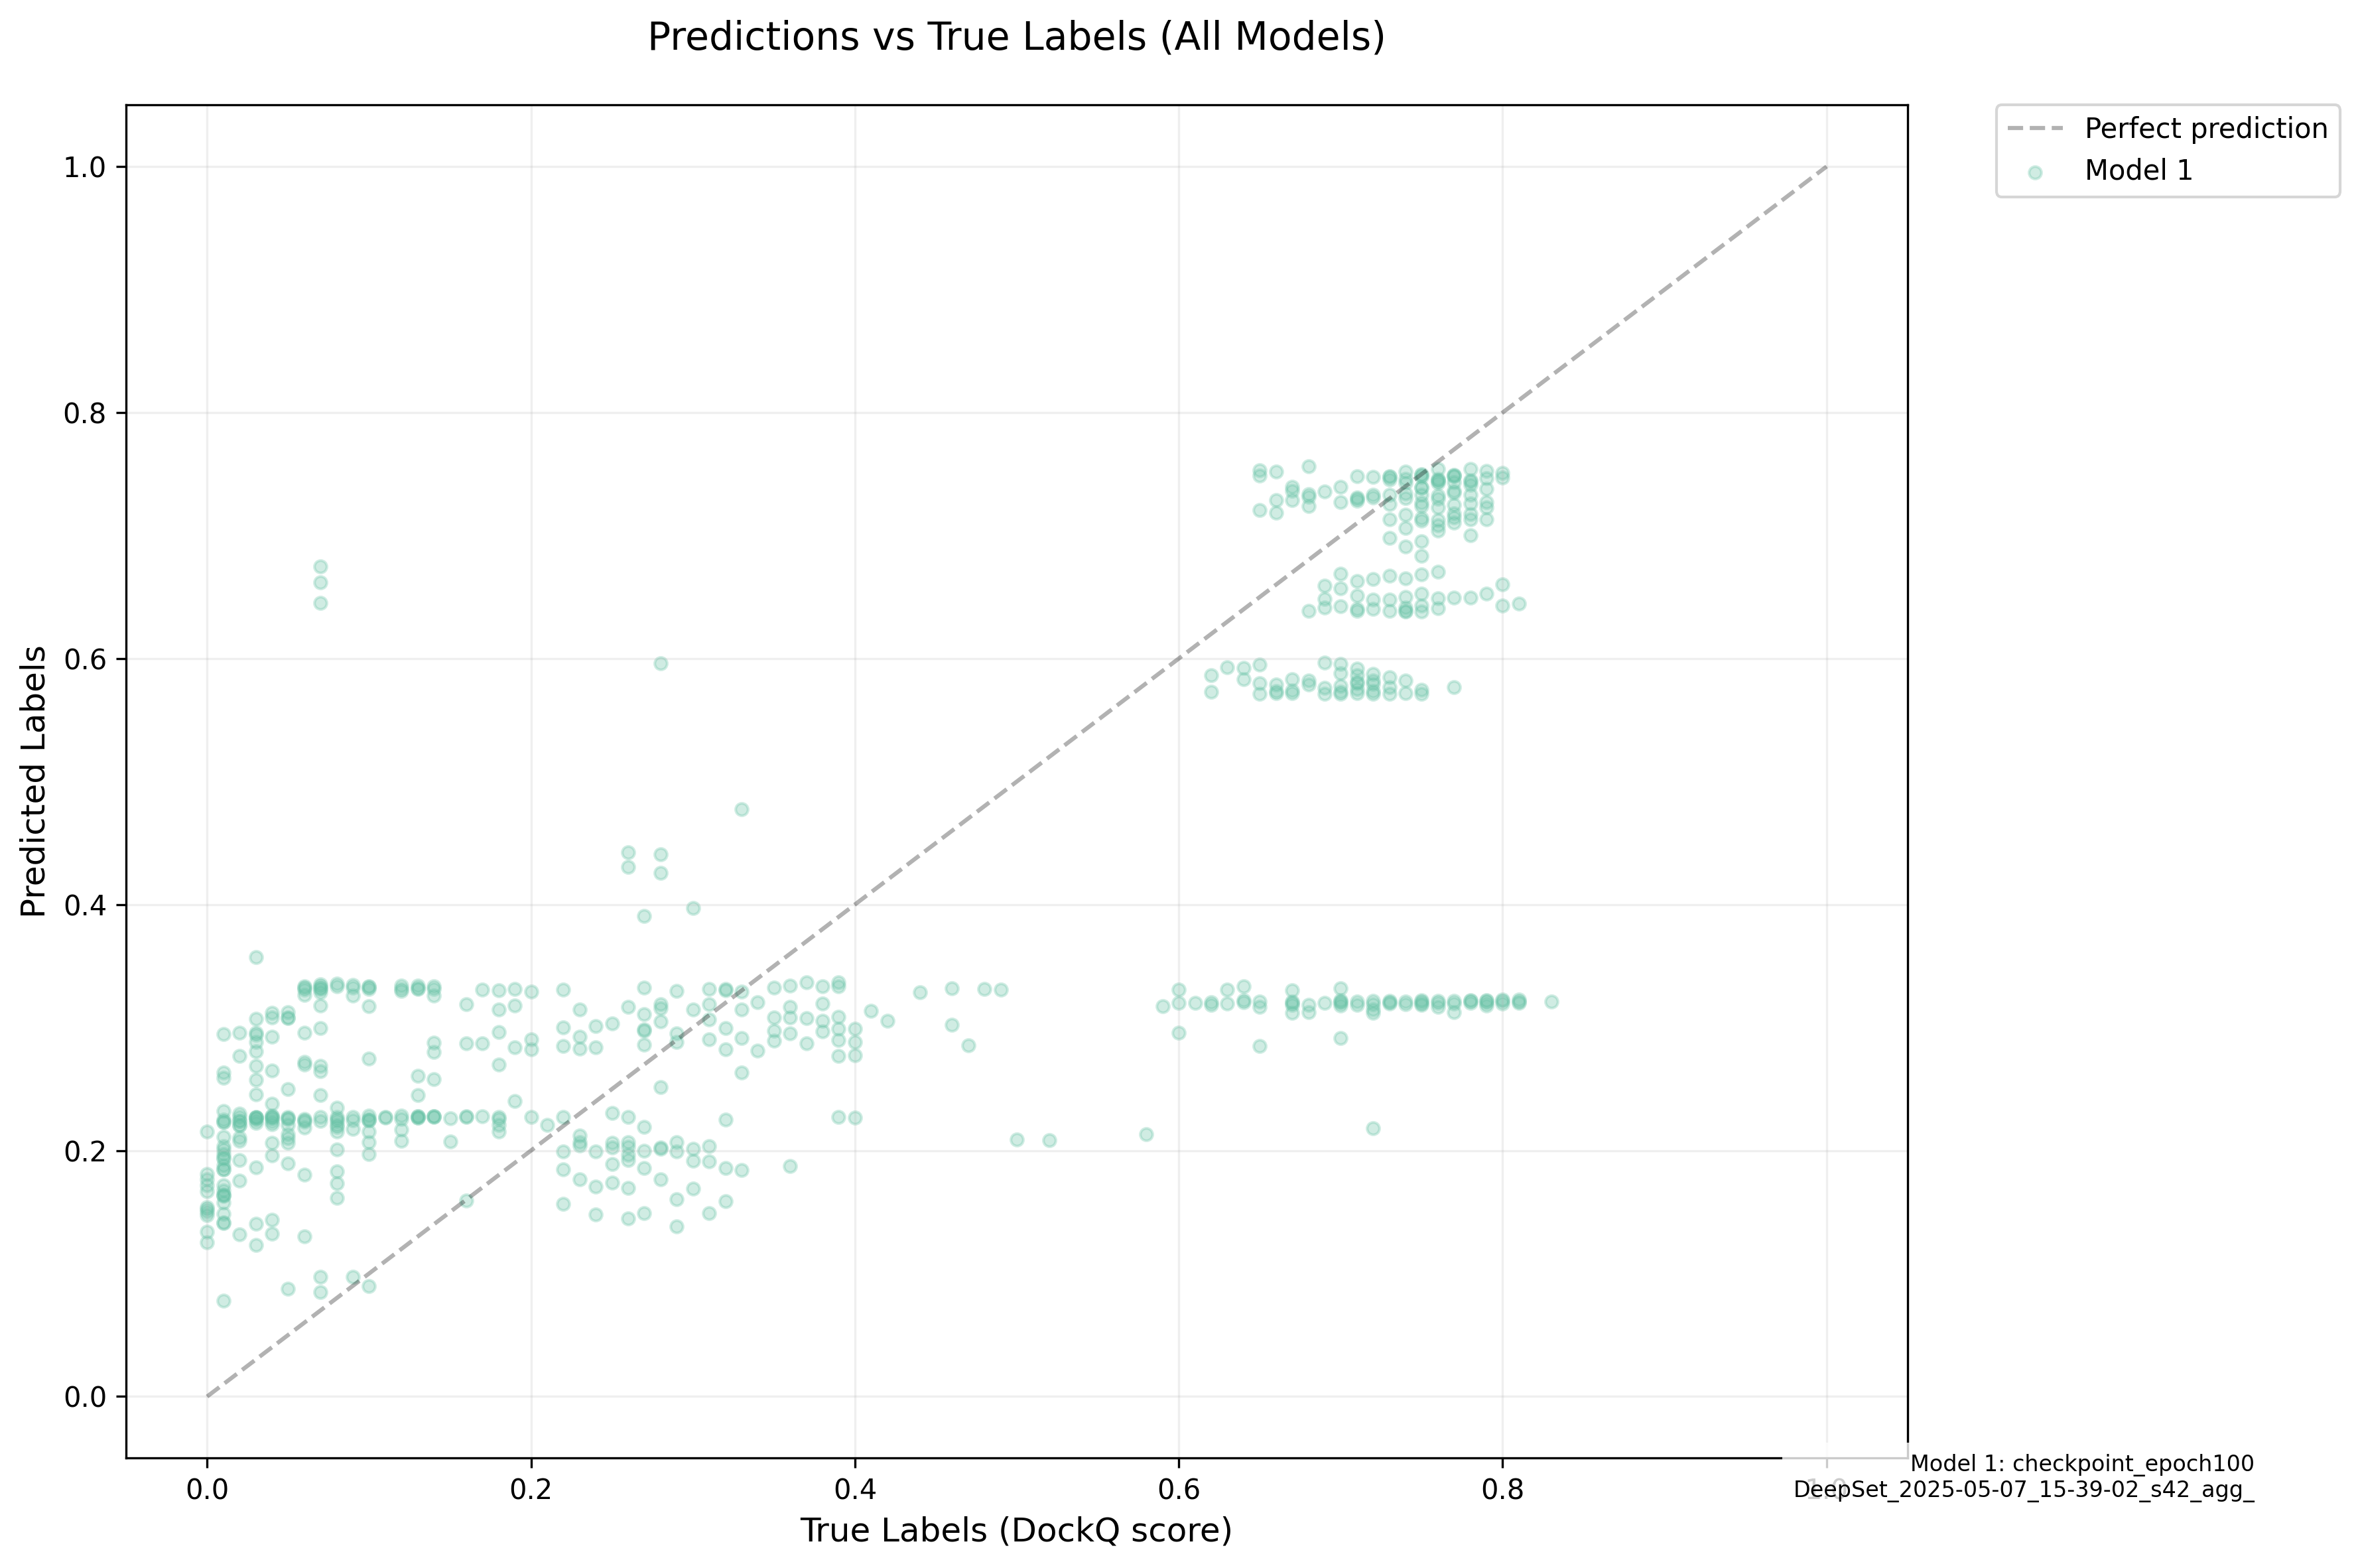 Predictions vs True Labels (All Models)
Perfect prediction
Model 1
Predicted Labels
1.0
0.8
0.6
0.4
0.2
0.0
0.0 0.2 0.4 0.6 0.8 1.0
True Labels (DockQ score)
Model 1: checkpoint_epoch100
DeepSet_2025-05-07_15-39-02_s42_agg_